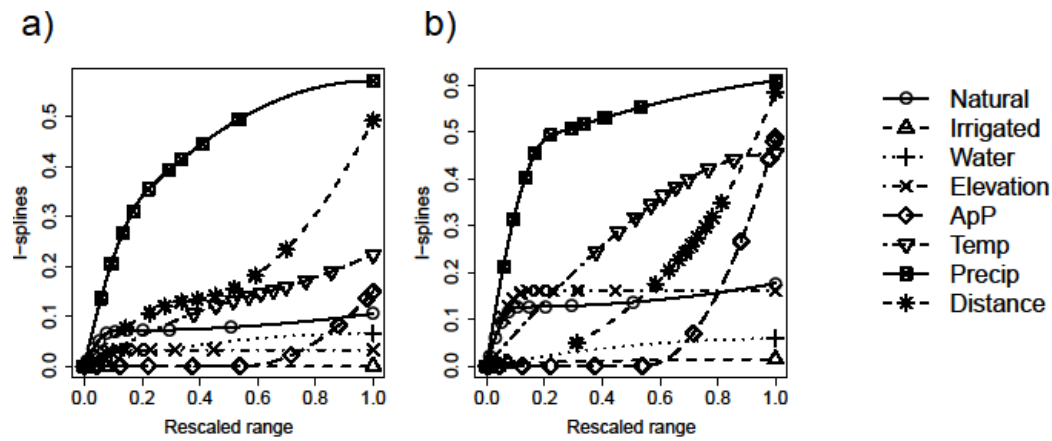 a)
I-splines
0.0 0.1 0.2 0.3 0.4 0.5
0.0 0.2 0.4 0.6 0.8 1.0
Rescaled range
b)
I-splines
0.0 0.1 0.2 0.3 0.4 0.5 0.6
0.0 0.2 0.4 0.6 0.8 1.0
Rescaled range
Natural
Irrigated
Water
Elevation
ApP
Temp
Precip
Distance